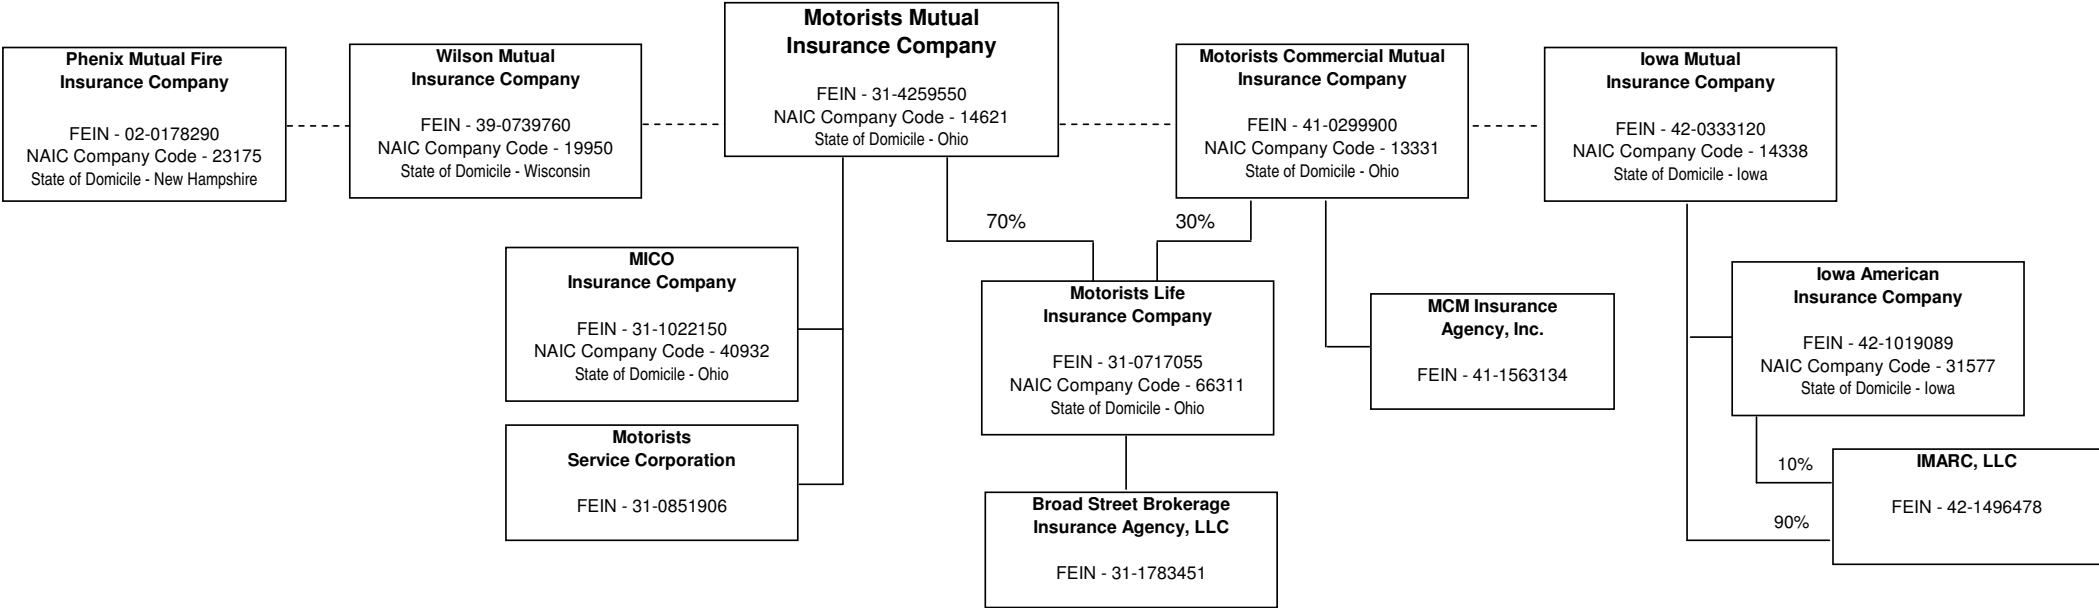 Phenix Mutual Fire
Insurance Company
FEIN - 02-0178290
NAIC Company Code - 23175
State of Domicile - New Hampshire
Wilson Mutual
Insurance Company
FEIN - 39-0739760
NAIC Company Code - 19950
State of Domicile - Wisconsin
Motorists Mutual
Insurance Company
FEIN - 31-4259550
NAIC Company Code - 14621
State of Domicile - Ohio
Motorists Commercial Mutual
Insurance Company
FEIN - 41-0299900
NAIC Company Code - 13331
State of Domicile - Ohio
Iowa Mutual
Insurance Company
FEIN - 42-0333120
NAIC Company Code - 14338
State of Domicile - Iowa
70%
30%
MICO
Insurance Company
FEIN - 31-1022150
NAIC Company Code - 40932
State of Domicile - Ohio
Motorists Life
Insurance Company
FEIN - 31-0717055
NAIC Company Code - 66311
State of Domicile - Ohio
MCM Insurance
Agency, Inc.
FEIN - 41-1563134
Iowa American
Insurance Company
FEIN - 42-1019089
NAIC Company Code - 31577
State of Domicile - Iowa
Motorists
Service Corporation
FEIN - 31-0851906
Broad Street Brokerage
Insurance Agency, LLC
FEIN - 31-1783451
10%
90%
IMARC, LLC
FEIN - 42-1496478